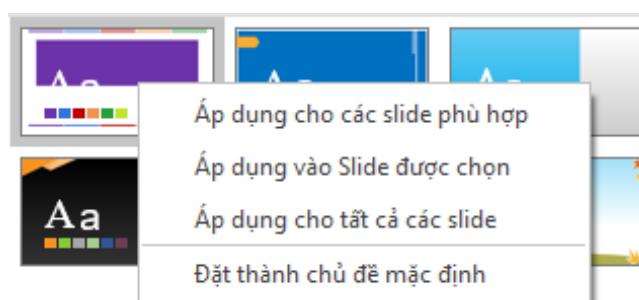 Aa
Áp dụng cho các slide phù hợp
Áp dụng vào Slide được chọn
Áp dụng cho tất cả các slide
Đặt thành chủ đề mặc định